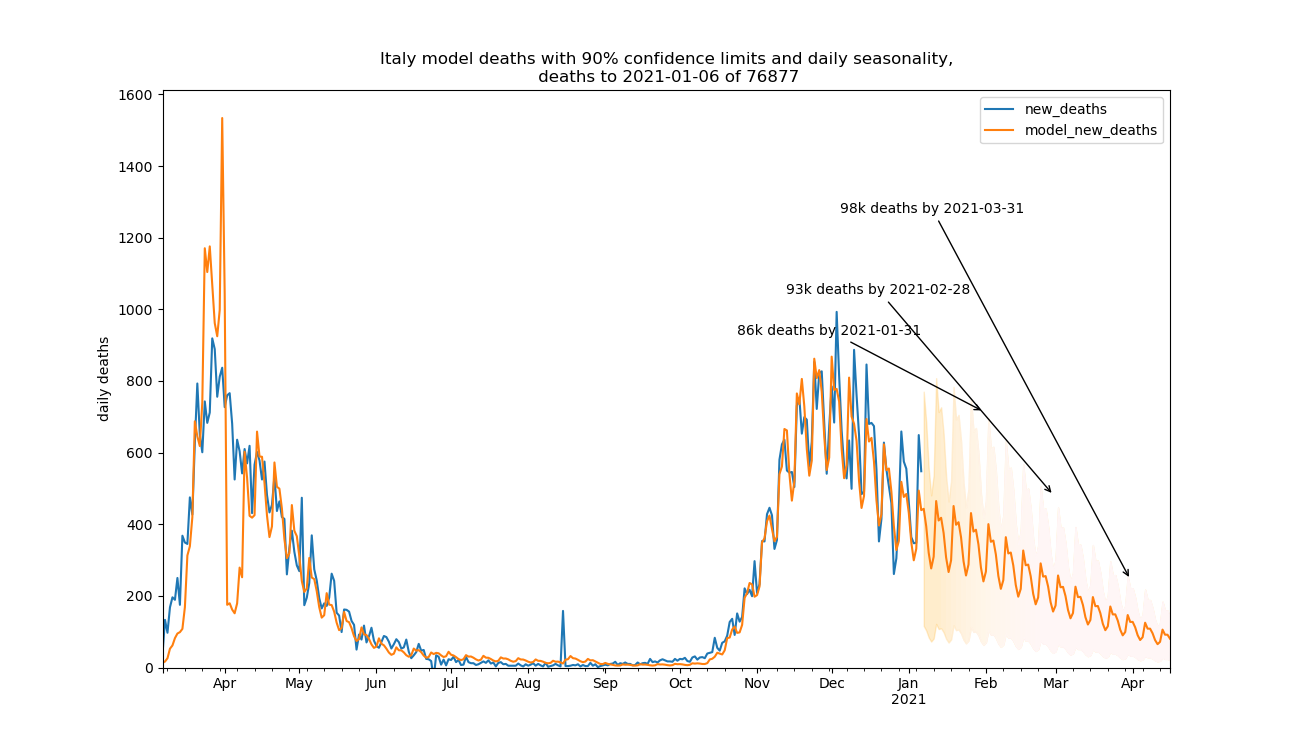 Italy model deaths with 90% confidence limits and daily seasonality,
deaths to 2021-01-06 of 76877
new_deaths
model_new_deaths
98k deaths by 2021-03-31
93k deaths by 2021-02-28
86k deaths by 2021-01-31
daily deaths
1600
1400
1200
1000
800
600
400
200
0
Apr May Jun Jul Aug Sep Oct Nov Dec Jan Feb Mar Apr
2021